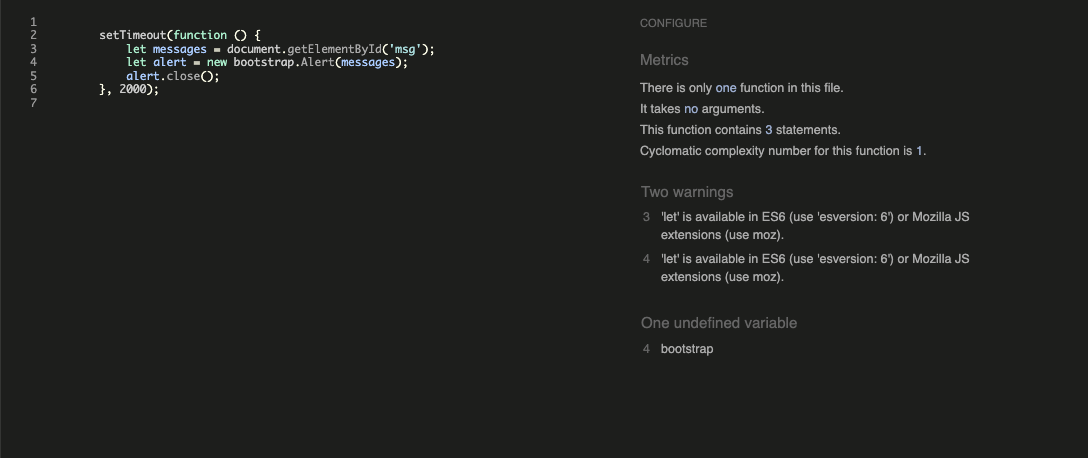 1
2 setTimeout(function () {
3 let messages = document.getElementById('msg');
4 let alert = new bootstrap.Alert(messages);
5 alert.close();
6 }, 2000);
7
CONFIGURE
Metrics
There is only one function in this file.
It takes no arguments.
This function contains 3 statements.
Cyclomatic complexity number for this function is 1.
Two warnings
3 'let' is available in ES6 (use 'esversion: 6') or Mozilla JS
extensions (use moz).
4 'let' is available in ES6 (use 'esversion: 6') or Mozilla JS
extensions (use moz).
One undefined variable
4 bootstrap